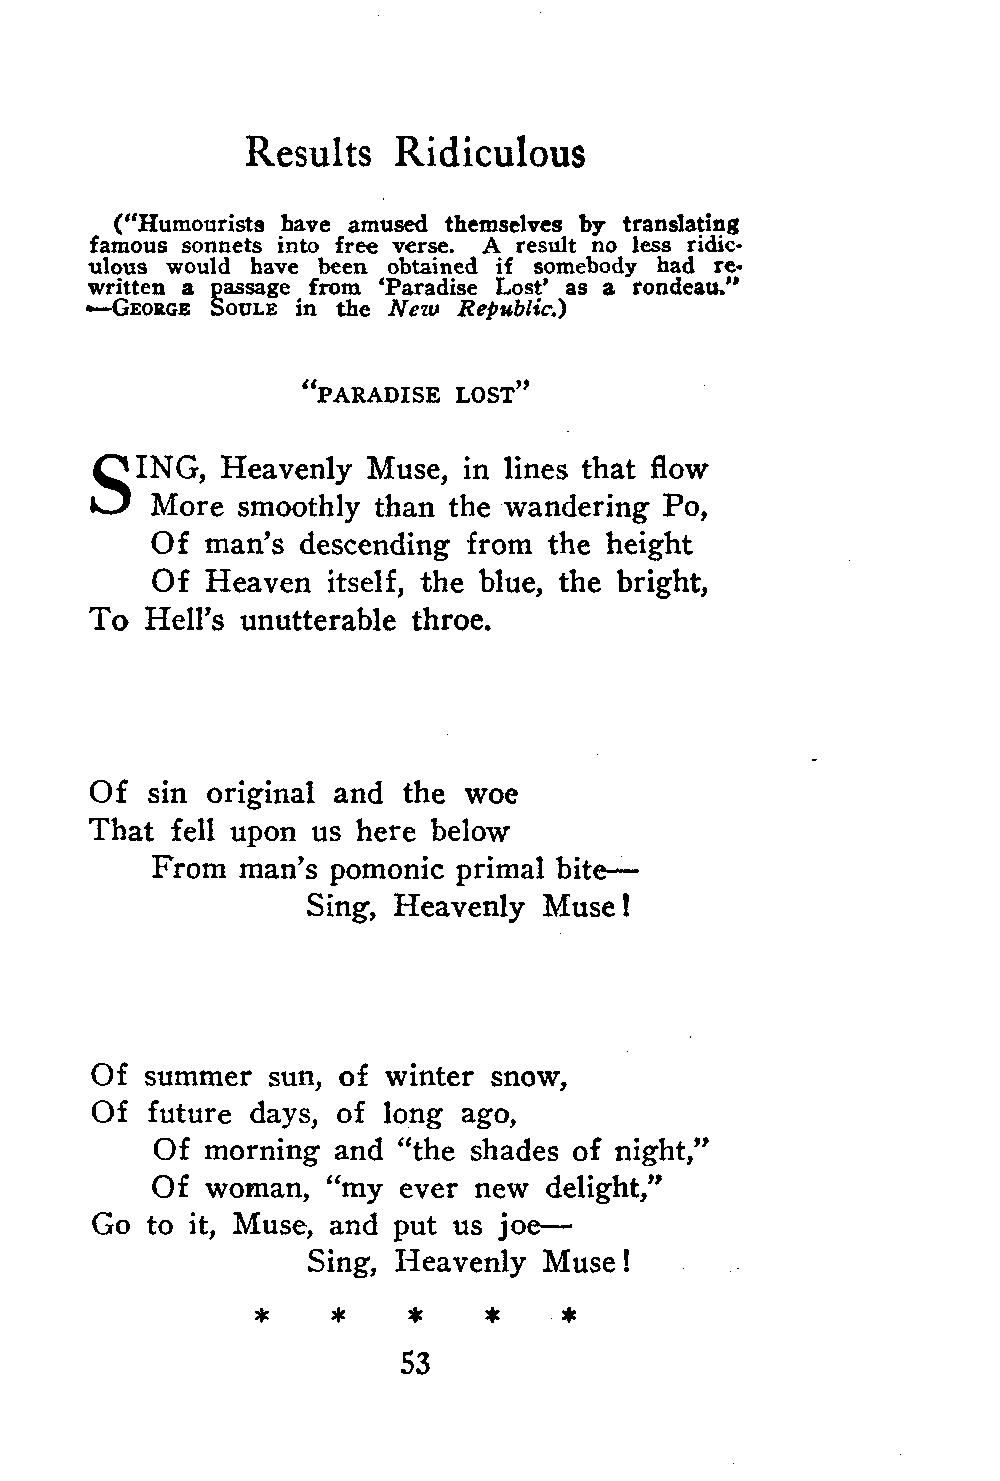 Results Ridiculous
("Humourists have amused themselves by translating
famous sonnets into free verse. A result no less ridic-
ulous would have been obtained if somebody had re-
written a passage from 'Paradise Lost' as a rondeau."
—GEORGE SOULE in the New Republic.)
"PARADISE LOST"
SING, Heavenly Muse, in lines that flow
More smoothly than the wandering Po,
Of man's descending from the height
Of Heaven itself, the blue, the bright,
To Hell's unutterable throe.
Of sin original and the woe
That fell upon us here below
From man's pomonic primal bite—
Sing, Heavenly Muse!
Of summer sun, of winter snow,
Of future days, of long ago,
Of morning and "the shades of night,"
Of woman, "my ever new delight,"
Go to it, Muse, and put us joe—
Sing, Heavenly Muse!
* * * * *
53